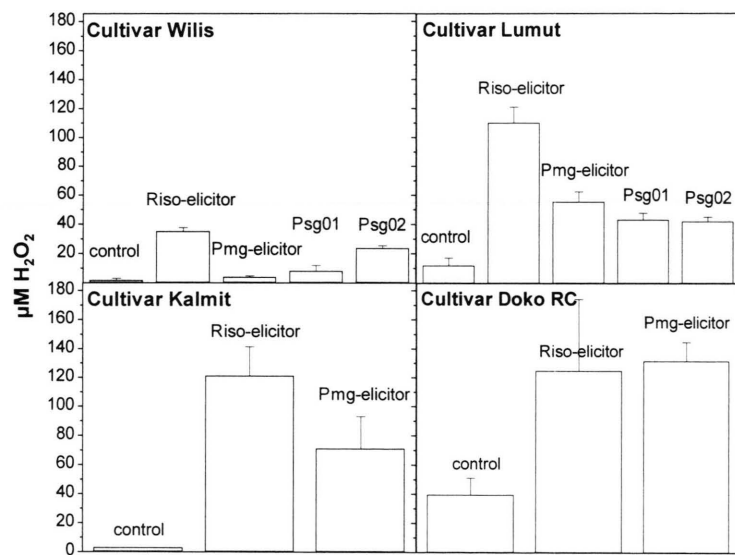 µM H₂O₂
180
160
140
120
100
80
60
40
20
Cultivar Wilis
control
Riso-elicitor
Pmg-elicitor
Psg01
Psg02
Cultivar Lumut
control
Riso-elicitor
Pmg-elicitor
Psg01
Psg02
180
160
140
120
100
80
60
40
20
0
Cultivar Kalmit
control
Riso-elicitor
Pmg-elicitor
Cultivar Doko RC
control
Riso-elicitor
Pmg-elicitor